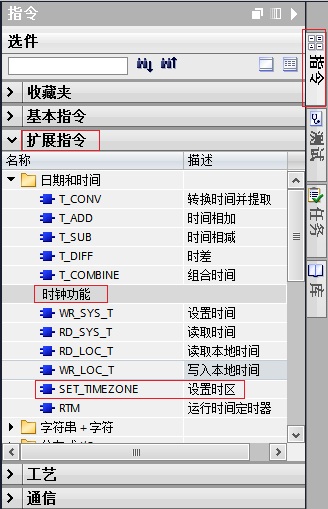 指令
选件
收藏夹
基本指令
扩展指令
名称 描述
日期和时间
T_CONV 转换时间并提取
T_ADD 时间相加
T_SUB 时间相减
T_DIFF 时差
T_COMBINE 组合时间
时钟功能
WR_SYS_T 设置时间
RD_SYS_T 读取时间
RD_LOC_T 读取本地时间
WR_LOC_T 写入本地时间
SET_TIMEZONE 设置时区
RTM 运行时间定时器
字符串 + 字符
工艺
通信
指令
测试
任务
库